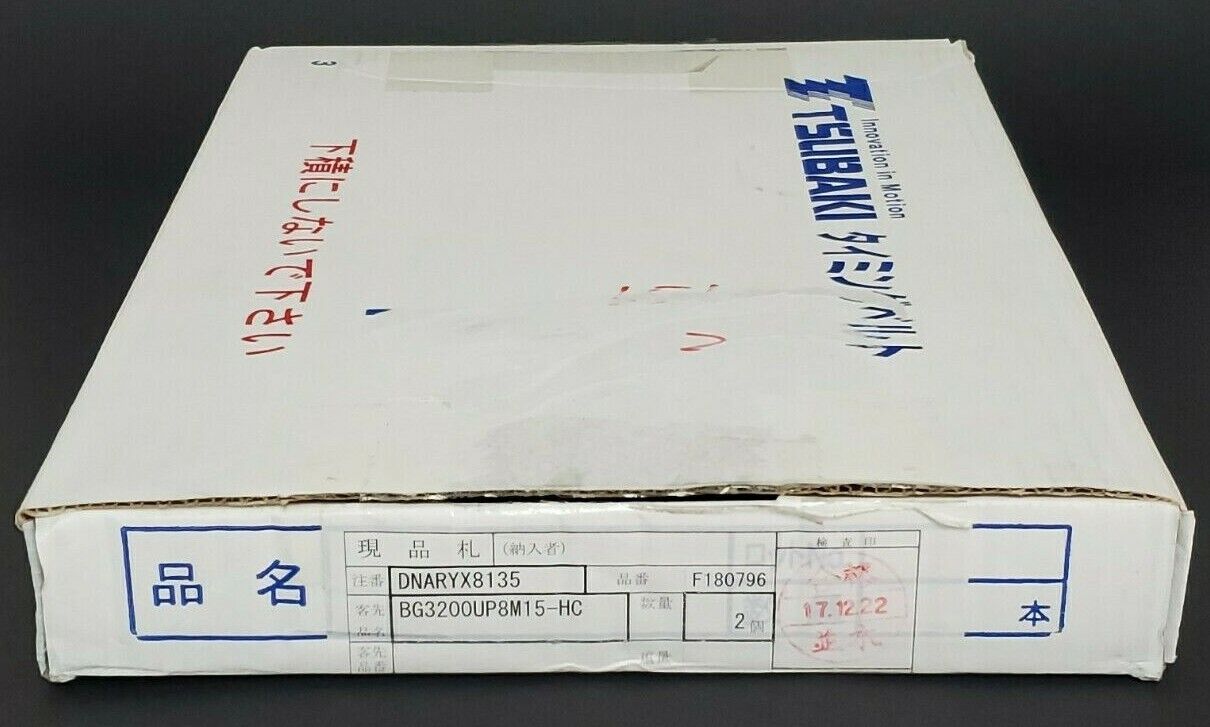 3
下積にしないで下さい
Innovation in Motion
TSUBAKI タイミングベルト
品名
本
現品札 (納入者)
検査印
注番 DNARYX8135 品番 F180796
客先品名 BG3200UP8M15-HC 数量 2個
17.12.22
客先品番